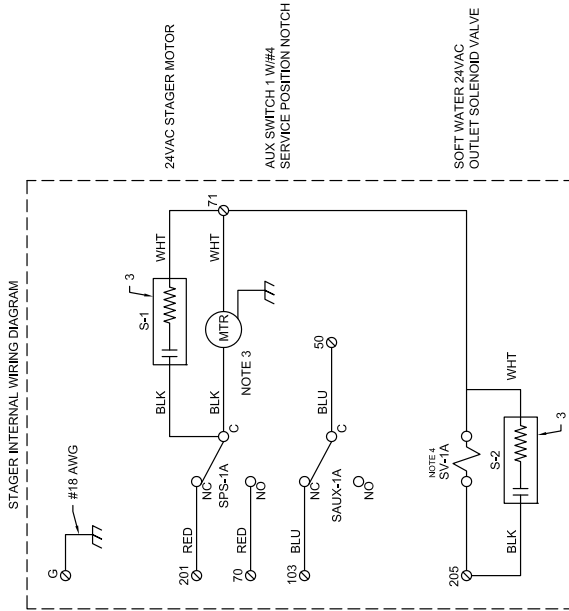 STAGER INTERNAL WIRING DIAGRAM
G
#18 AWG
3
S-1
BLK
WHT
24VAC STAGER MOTOR
201
RED
NC
SPS-1A
C
BLK
MTR
WHT
71
NOTE 3
70
RED
NO
AUX SWITCH 1 W/#4
SERVICE POSITION NOTCH
103
BLU
NC
SAUX-1A
C
BLU
50
NO
NOTE 4
SV-1A
SOFT WATER 24VAC
OUTLET SOLENOID VALVE
205
S-2
BLK
WHT
3